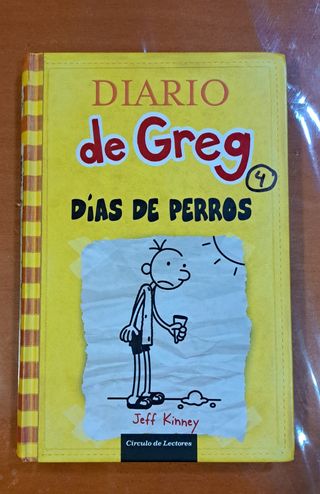 DIARIO
de Greg
4
DÍAS DE PERROS
Jeff Kinney
Círculo de Lectores